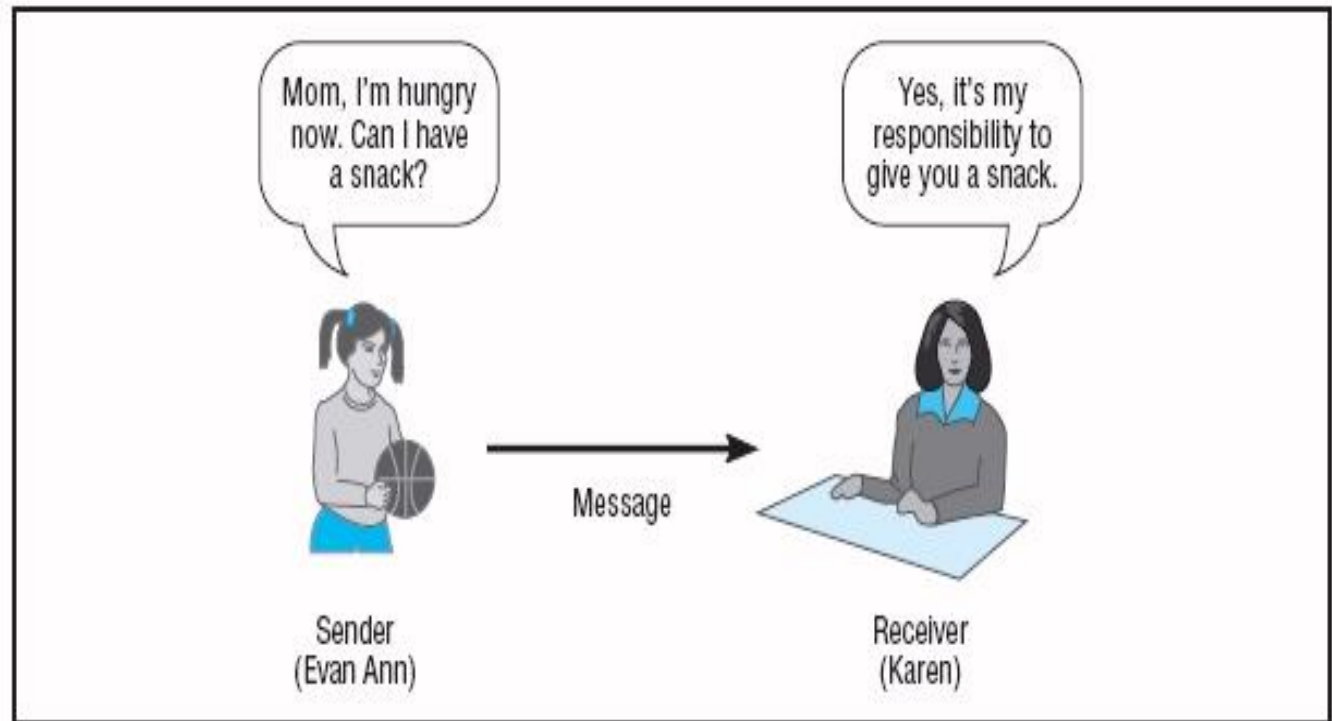 Mom, I'm hungry
now. Can I have
a snack?
Yes, it's my
responsibility to
give you a snack.
Message
Sender
(Evan Ann)
Receiver
(Karen)